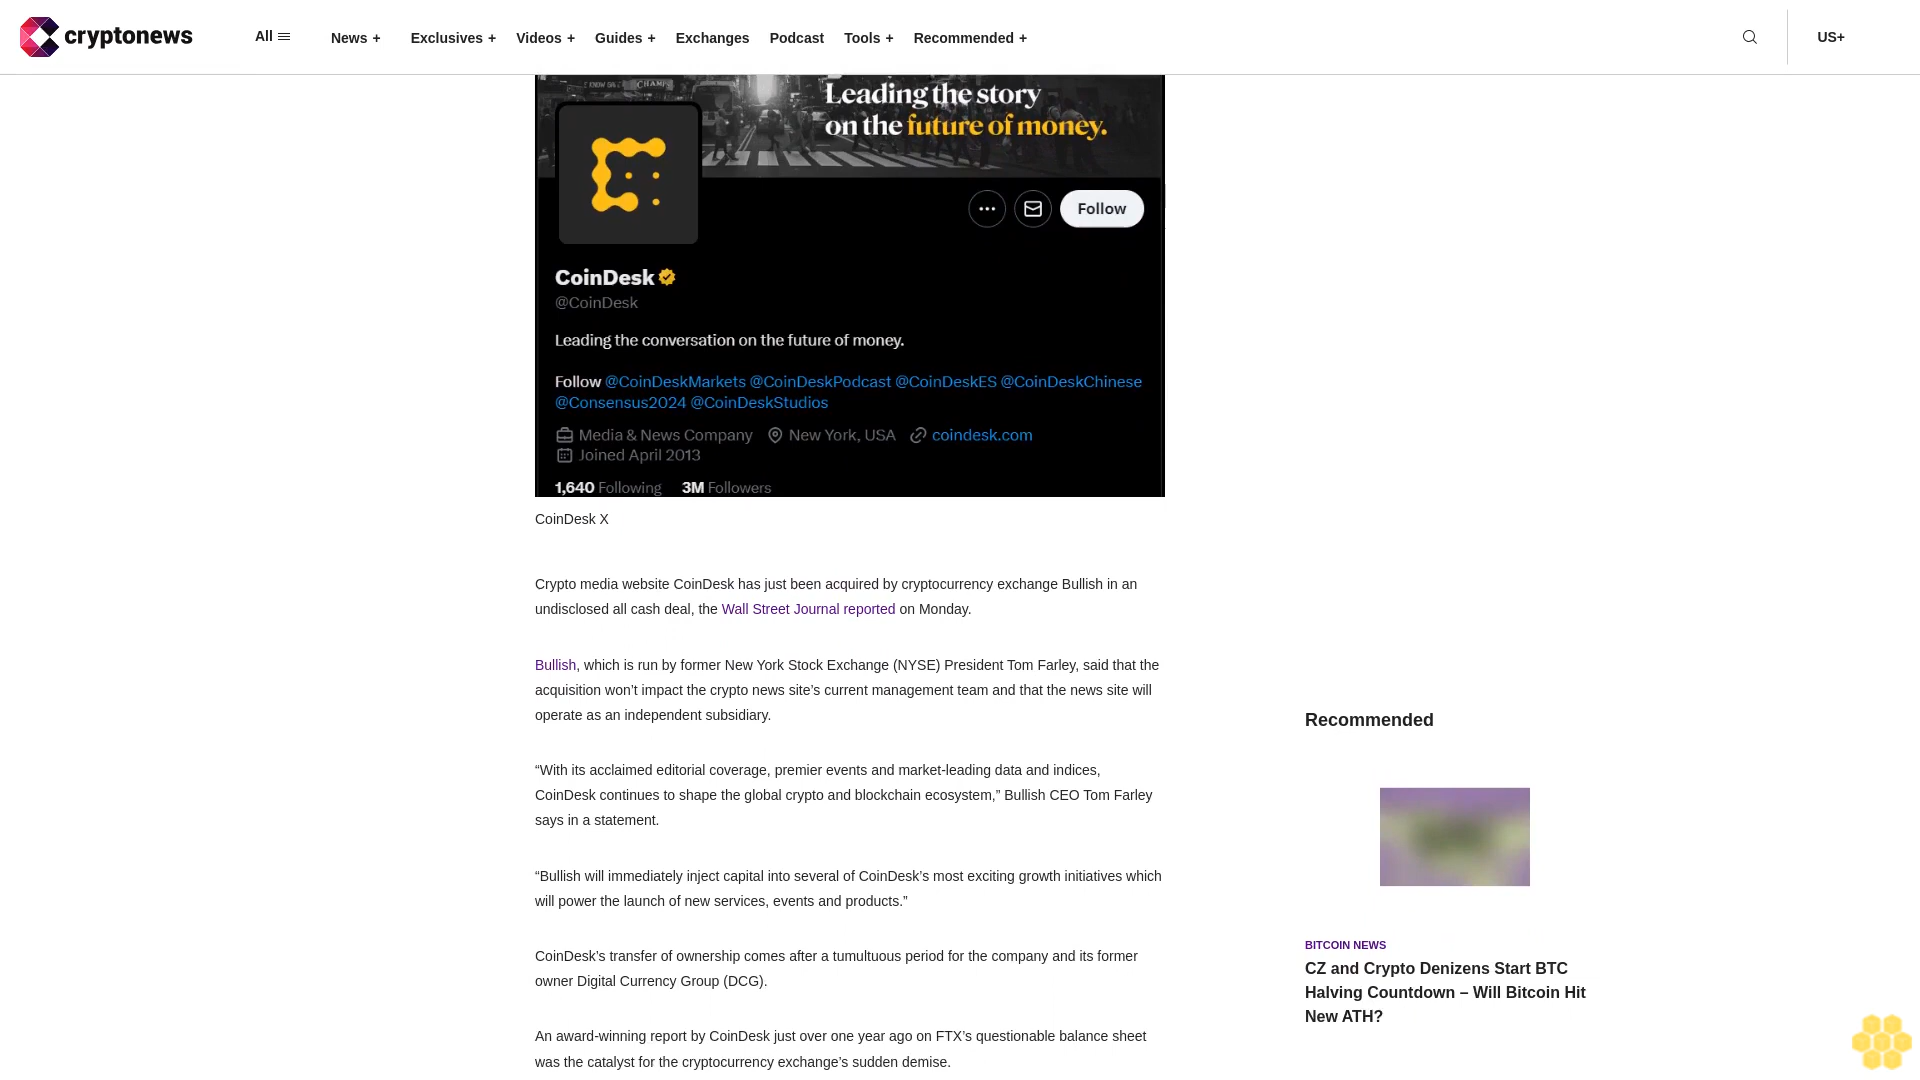 cryptonews
All
News +
Exclusives +
Videos +
Guides +
Exchanges
Podcast
Tools +
Recommended +
US+
CHAMPS
Leading the story
on the future of money.
Follow
CoinDesk
@CoinDesk
Leading the conversation on the future of money.
Follow @CoinDeskMarkets @CoinDeskPodcast @CoinDeskES @CoinDeskChinese
@Consensus2024 @CoinDeskStudios
Media & News Company New York, USA coindesk.com
Joined April 2013
1,640 Following 3M Followers
CoinDesk X
Crypto media website CoinDesk has just been acquired by cryptocurrency exchange Bullish in an
undisclosed all cash deal, the Wall Street Journal reported on Monday.
Bullish, which is run by former New York Stock Exchange (NYSE) President Tom Farley, said that the
acquisition won’t impact the crypto news site’s current management team and that the news site will
operate as an independent subsidiary.
“With its acclaimed editorial coverage, premier events and market-leading data and indices,
CoinDesk continues to shape the global crypto and blockchain ecosystem,” Bullish CEO Tom Farley
says in a statement.
“Bullish will immediately inject capital into several of CoinDesk’s most exciting growth initiatives which
will power the launch of new services, events and products.”
CoinDesk’s transfer of ownership comes after a tumultuous period for the company and its former
owner Digital Currency Group (DCG).
An award-winning report by CoinDesk just over one year ago on FTX’s questionable balance sheet
was the catalyst for the cryptocurrency exchange’s sudden demise.
Recommended
BITCOIN NEWS
CZ and Crypto Denizens Start BTC
Halving Countdown – Will Bitcoin Hit
New ATH?